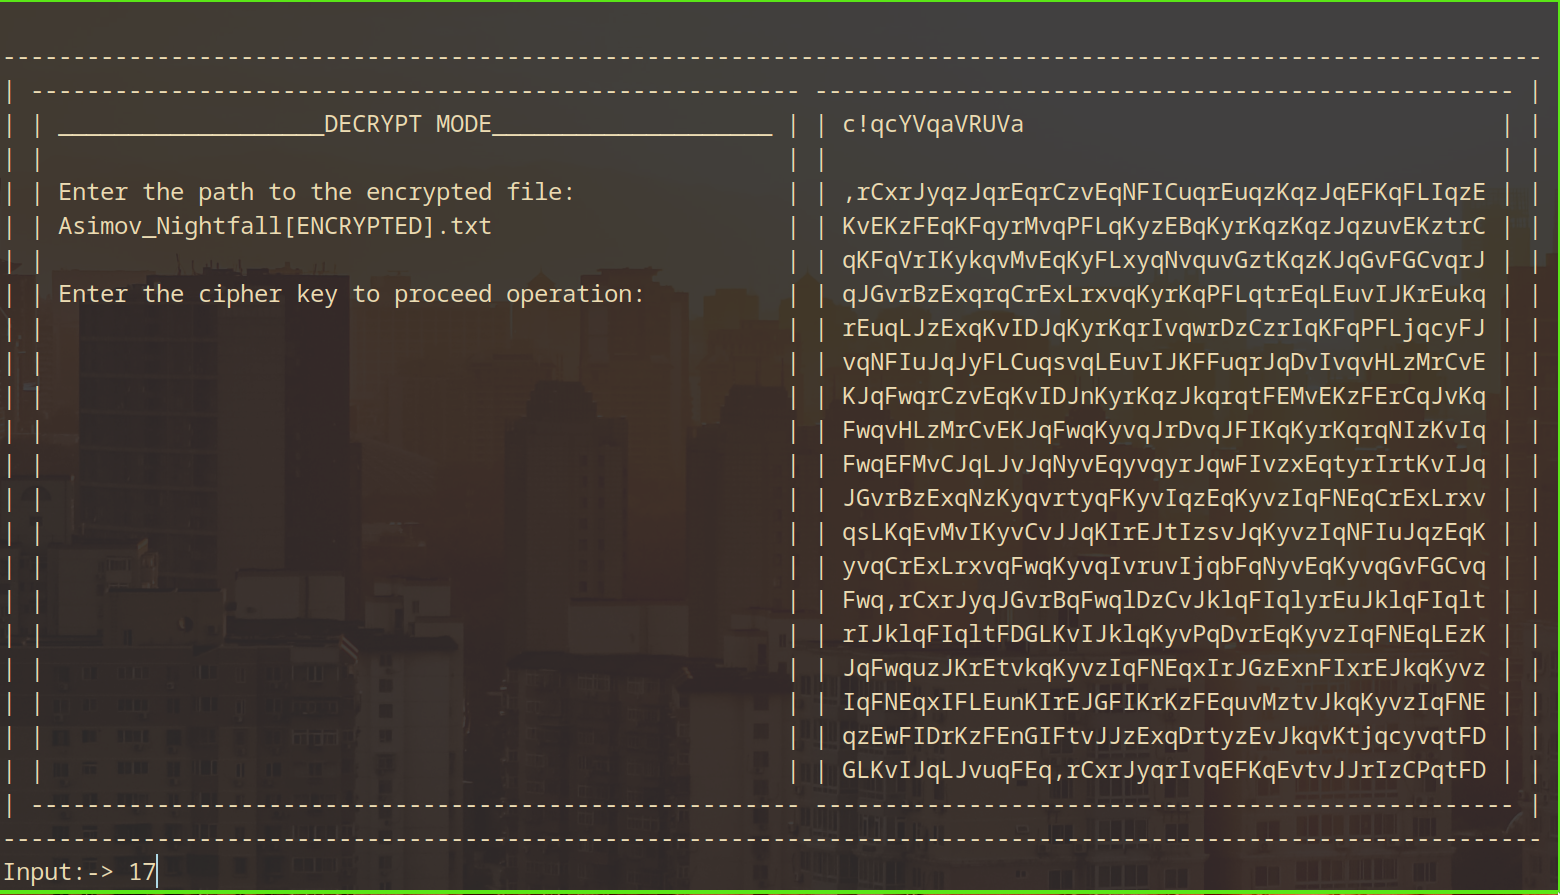 DECRYPT MODE
Enter the path to the encrypted file:
Asimov_Nightfall[ENCRYPTED].txt
Enter the cipher key to proceed operation:
c!qcYVqaVRUVa
,rCxrJyqzJqrEqrCzvEqNFICuqrEuqzKqzJqEFKqFLIqzE
KvEKzFEqKFqyrMvqPFLqKyzEBqKyrKqzKqzJqzuvEKztrC
qKFqVrIKykqvMvEqKyFLxyqNvquvGztKqzKJqGvFGCvqrJ
qJGvrBzExqrqCrExLrxvqKyrKqPFLqtrEqLEuvIJKrEukq
rEuqLJzExqKvIDJqKyrKqrIvqwrDzCzrIqKFqPFLjqcyFJ
vqNFIuJqJyFLCuqsvqLEuvIJKFFuqrJqDvIvqvHLzMrCvE
KJqFwqrCzvEqKvIDJnKyrKqzJkqrqtFEMvEKzFErCqJvKq
FwqvHLzMrCvEKJqFwqKyvqJrDvqJFIKqKyrKqrqNIzKvIq
FwqEFMvCJqLJvJqNyvEqyvqyrJqwFIvzxEqtyrIrtKvIJq
JGvrBzExqNzKyqvrtyqFKyvIqzEqKyvzIqFNEqCrExLrxv
qsLKqEvMvIKyvCvJJqKIrEJtIzsvJqKyvzIqNFIuJqzEqK
yvqCrExLrxvqFwqKyvqIvruvIjqbFqNyvEqKyvqGvFGCvq
Fwq,rCxrJyqJGvrBqFwqlDzCvJklqFIqlyrEuJklqFIqlt
rIJklqFIqltFDGLKvIJklqKyvPqDvrEqKyvzIqFNEqLEzK
JqFwquzJKrEtvkqKyvzIqFNEqxIrJGzExnFIxrEJkqKyvz
IqFNEqxIFLEunKIrEJGFIKrKzFEquvMztvJkqKyvzIqFNE
qzEwFIDrKzFEnGIFtvJJzExqDrtyzEvJkqvKtjqcyvqtFD
GLKvIJqLJvuqFEq,rCxrJyqrIvqEFKqEvtvJJrIzCPqtFD
Input:-> 17